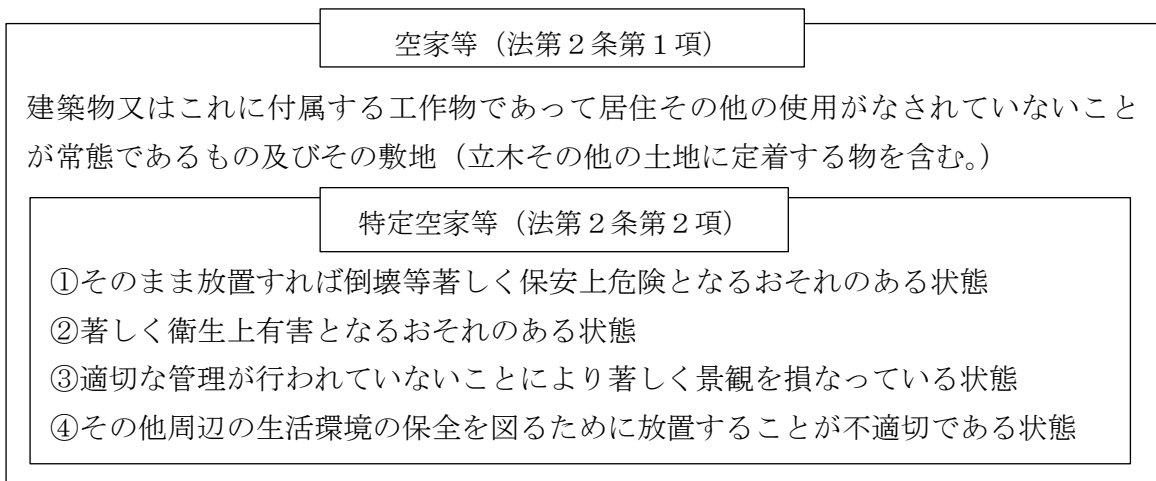 空家等（法第２条第１項）
建築物又はこれに付属する工作物であって居住その他の使用がなされていないこと
が常態であるもの及びその敷地（立木その他の土地に定着する物を含む。）
特定空家等（法第２条第２項）
①そのまま放置すれば倒壊等著しく保安上危険となるおそれのある状態
②著しく衛生上有害となるおそれのある状態
③適切な管理が行われていないことにより著しく景観を損なっている状態
④その他周辺の生活環境の保全を図るために放置することが不適切である状態